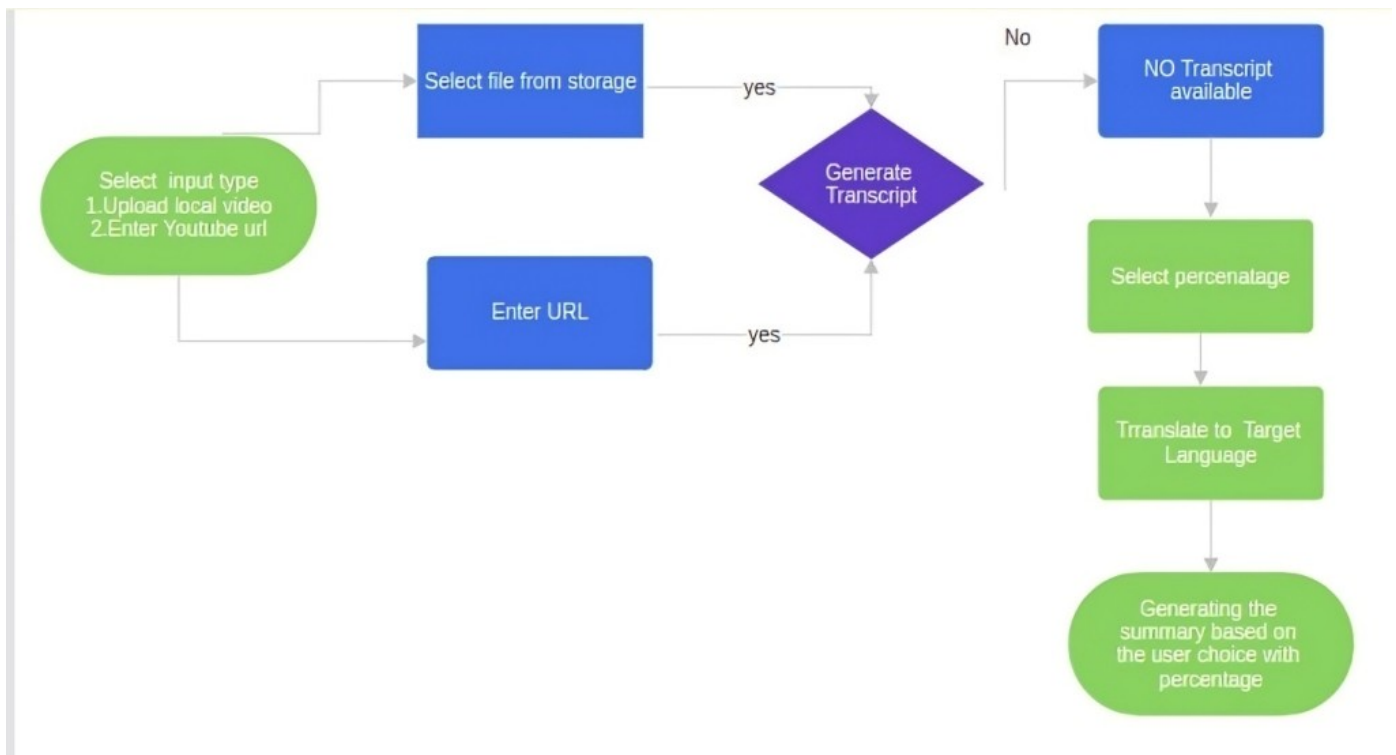 Select input type
1.Upload local video
2.Enter Youtube url
Select file from storage
yes
Enter URL
yes
Generate
Transcript
No
NO Transcript
available
Select percenatage
Trranslate to Target
Language
Generating the
summary based on
the user choice with
percentage